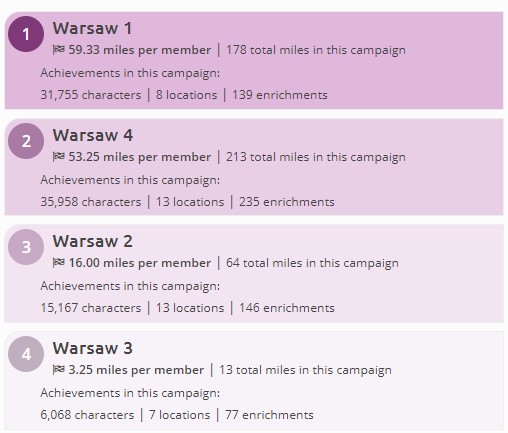 1
Warsaw 1
59.33 miles per member | 178 total miles in this campaign
Achievements in this campaign:
31,755 characters | 8 locations | 139 enrichments
2
Warsaw 4
53.25 miles per member | 213 total miles in this campaign
Achievements in this campaign:
35,958 characters | 13 locations | 235 enrichments
3
Warsaw 2
16.00 miles per member | 64 total miles in this campaign
Achievements in this campaign:
15,167 characters | 13 locations | 146 enrichments
4
Warsaw 3
3.25 miles per member | 13 total miles in this campaign
Achievements in this campaign:
6,068 characters | 7 locations | 77 enrichments